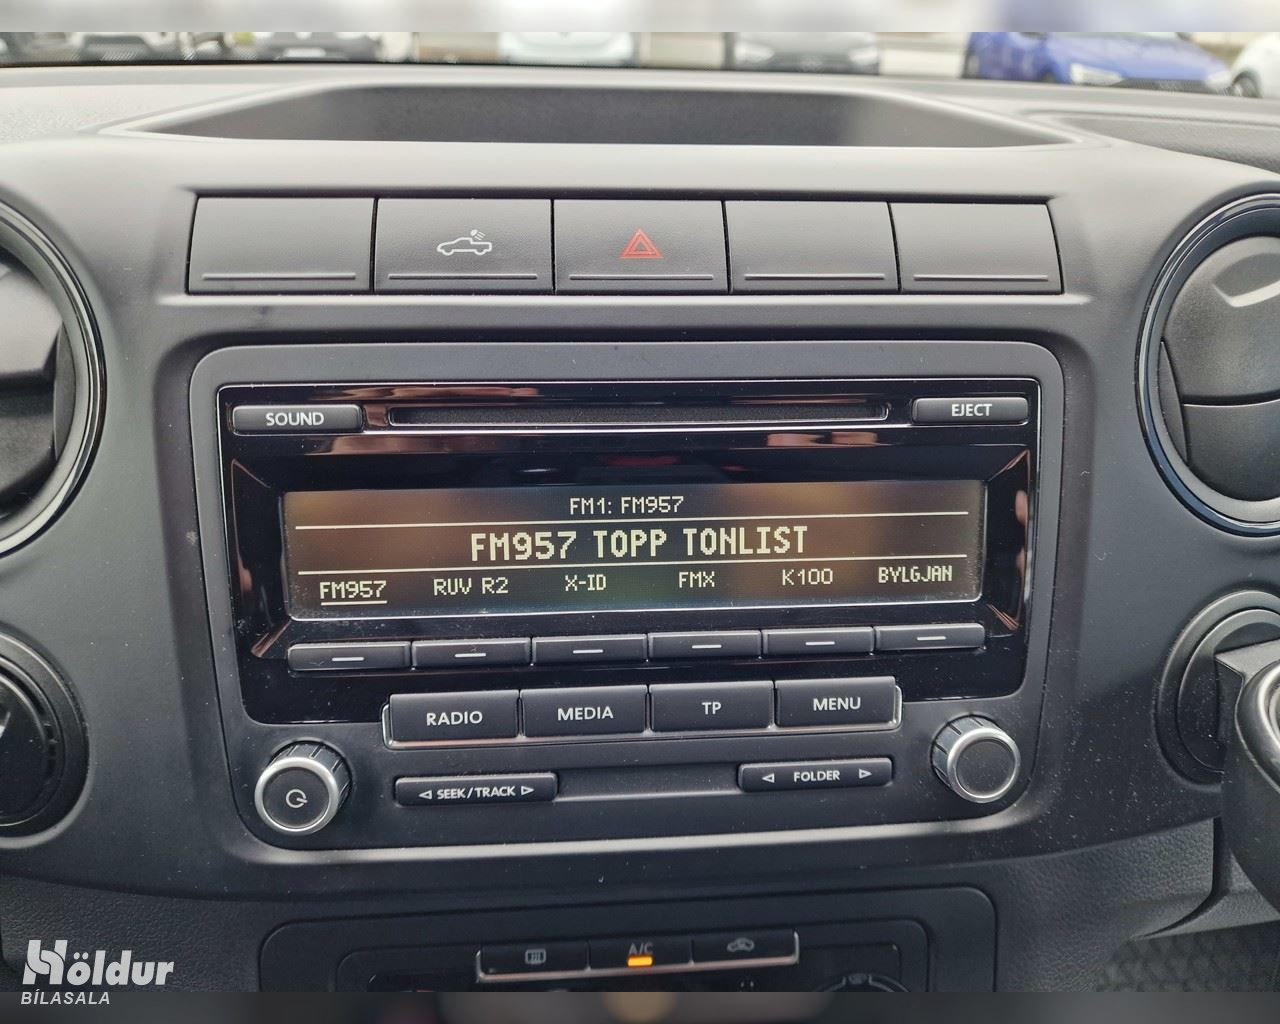 SOUND
EJECT
FM1: FM957
FM957 TOPP TONLIST
FM957 RUV R2 X-ID FMX K100 BYLGJAN
RADIO MEDIA TP MENU
SEEK/TRACK FOLDER
A/C
Höldur
BÍLASALA